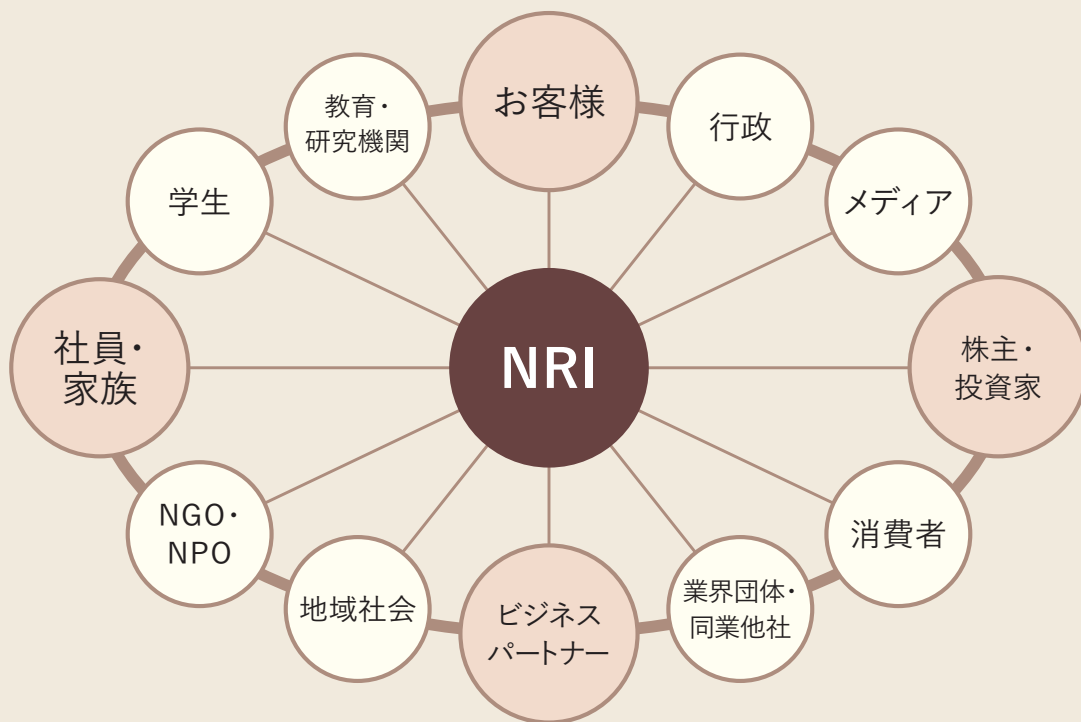 お客様
教育・
研究機関
行政
学生
メディア
社員・
家族
NRI
株主・
投資家
NGO・
NPO
消費者
地域社会
ビジネス
パートナー
業界団体・
同業他社